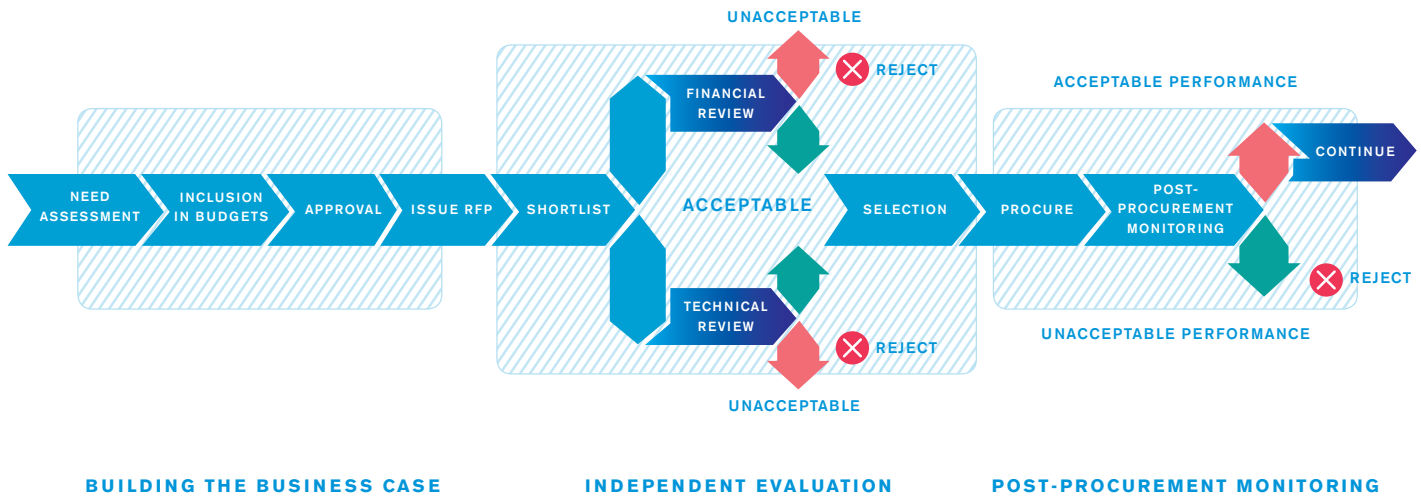 UNACCEPTABLE
REJECT
FINANCIAL
REVIEW
ACCEPTABLE PERFORMANCE
CONTINUE
NEED
ASSESSMENT
INCLUSION
IN BUDGETS
APPROVAL
ISSUE RFP
SHORTLIST
ACCEPTABLE
SELECTION
PROCURE
POST-
PROCUREMENT
MONITORING
REJECT
TECHNICAL
REVIEW
REJECT
UNACCEPTABLE PERFORMANCE
UNACCEPTABLE
BUILDING THE BUSINESS CASE
INDEPENDENT EVALUATION
POST-PROCUREMENT MONITORING